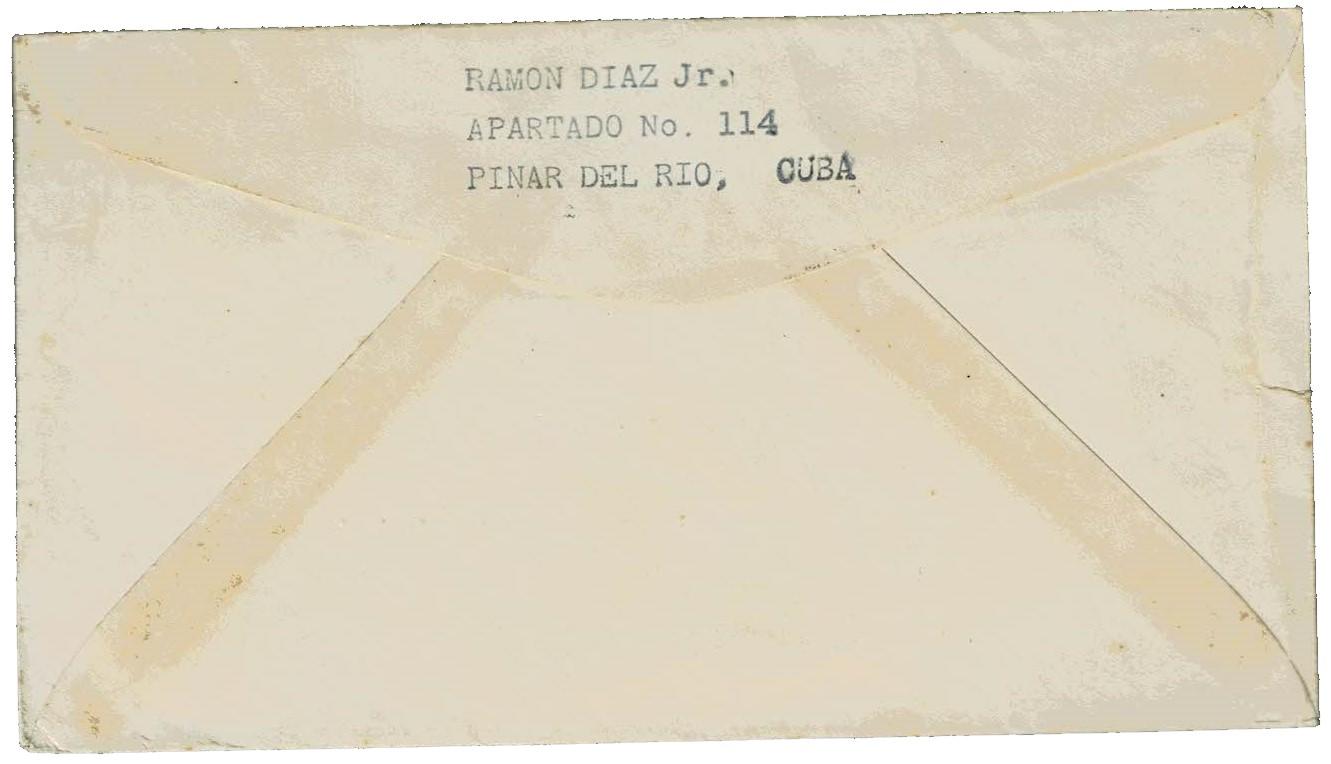 RAMON DIAZ Jr.
APARTADO No. 114
PINAR DEL RIO, CUBA